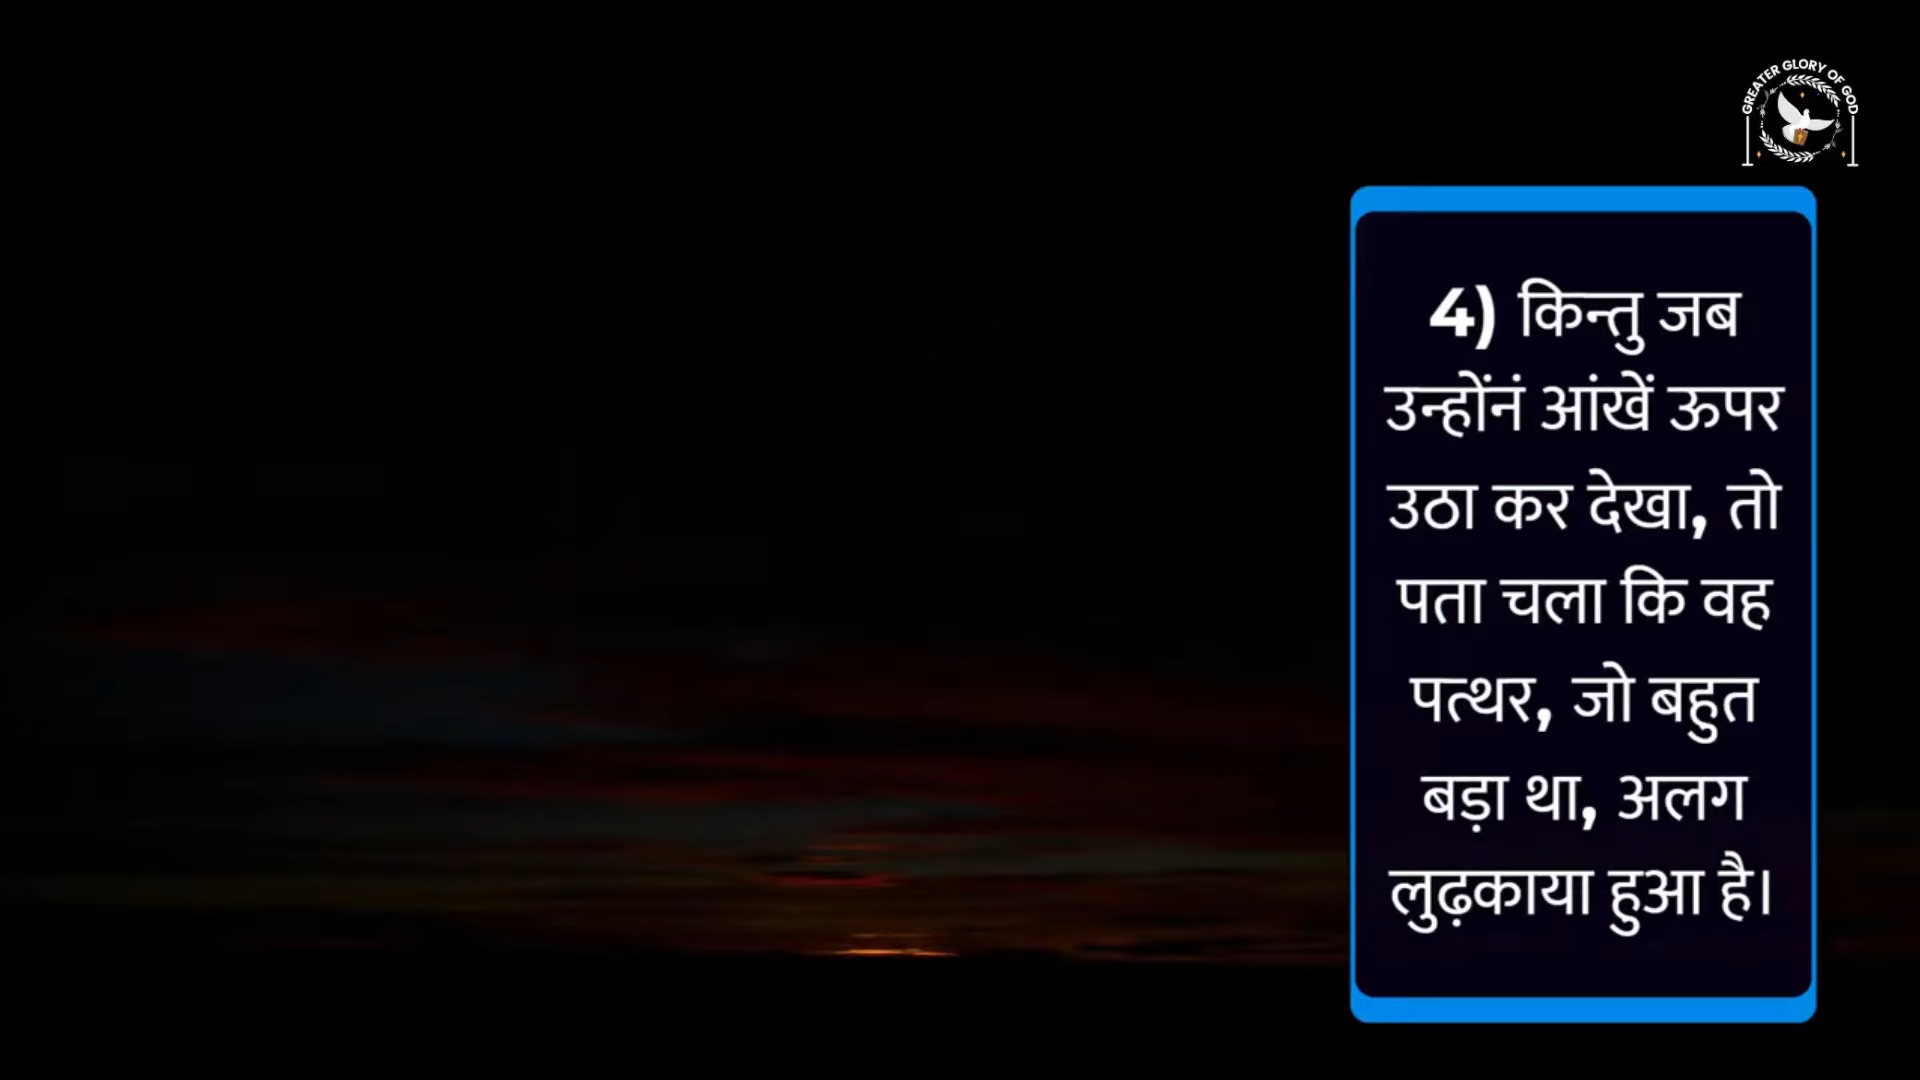 GREATER GLORY OF GOD
4) किन्तु जब
उन्होंनं आंखें ऊपर
उठा कर देखा, तो
पता चला कि वह
पत्थर, जो बहुत
बड़ा था, अलग
लुढ़काया हुआ है।